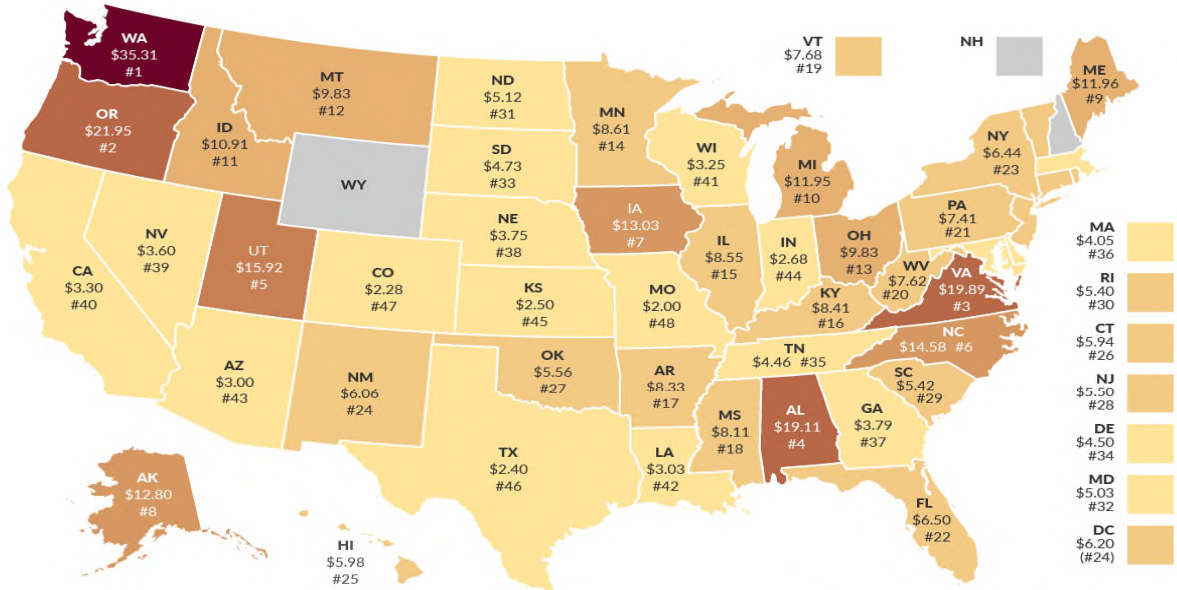 WA
$35.31
#1
OR
$21.95
#2
ID
$10.91
#11
MT
$9.83
#12
WY
ND
$5.12
#31
SD
$4.73
#33
NE
$3.75
#38
MN
$8.61
#14
WI
$3.25
#41
MI
$11.95
#10
VT
$7.68
#19
NH
ME
$11.96
#9
NY
$6.44
#23
PA
$7.41
#21
IA
$13.03
#7
IL
$8.55
#15
IN
$2.68
#44
OH
$9.83
#13
WV
$7.62
#20
VA
$19.89
#3
KY
$8.41
#16
NC
$14.58 #6
TN
$4.46 #35
SC
$5.42
#29
CA
$3.30
#40
NV
$3.60
#39
UT
$15.92
#5
CO
$2.28
#47
KS
$2.50
#45
MO
$2.00
#48
AZ
$3.00
#43
NM
$6.06
#24
OK
$5.56
#27
AR
$8.33
#17
MS
$8.11
#18
AL
$19.11
#4
GA
$3.79
#37
TX
$2.40
#46
LA
$3.03
#42
FL
$6.50
#22
AK
$12.80
#8
HI
$5.98
#25
MA
$4.05
#36
RI
$5.40
#30
CT
$5.94
#26
NJ
$5.50
#28
DE
$4.50
#34
MD
$5.03
#32
DC
$6.20
(#24)